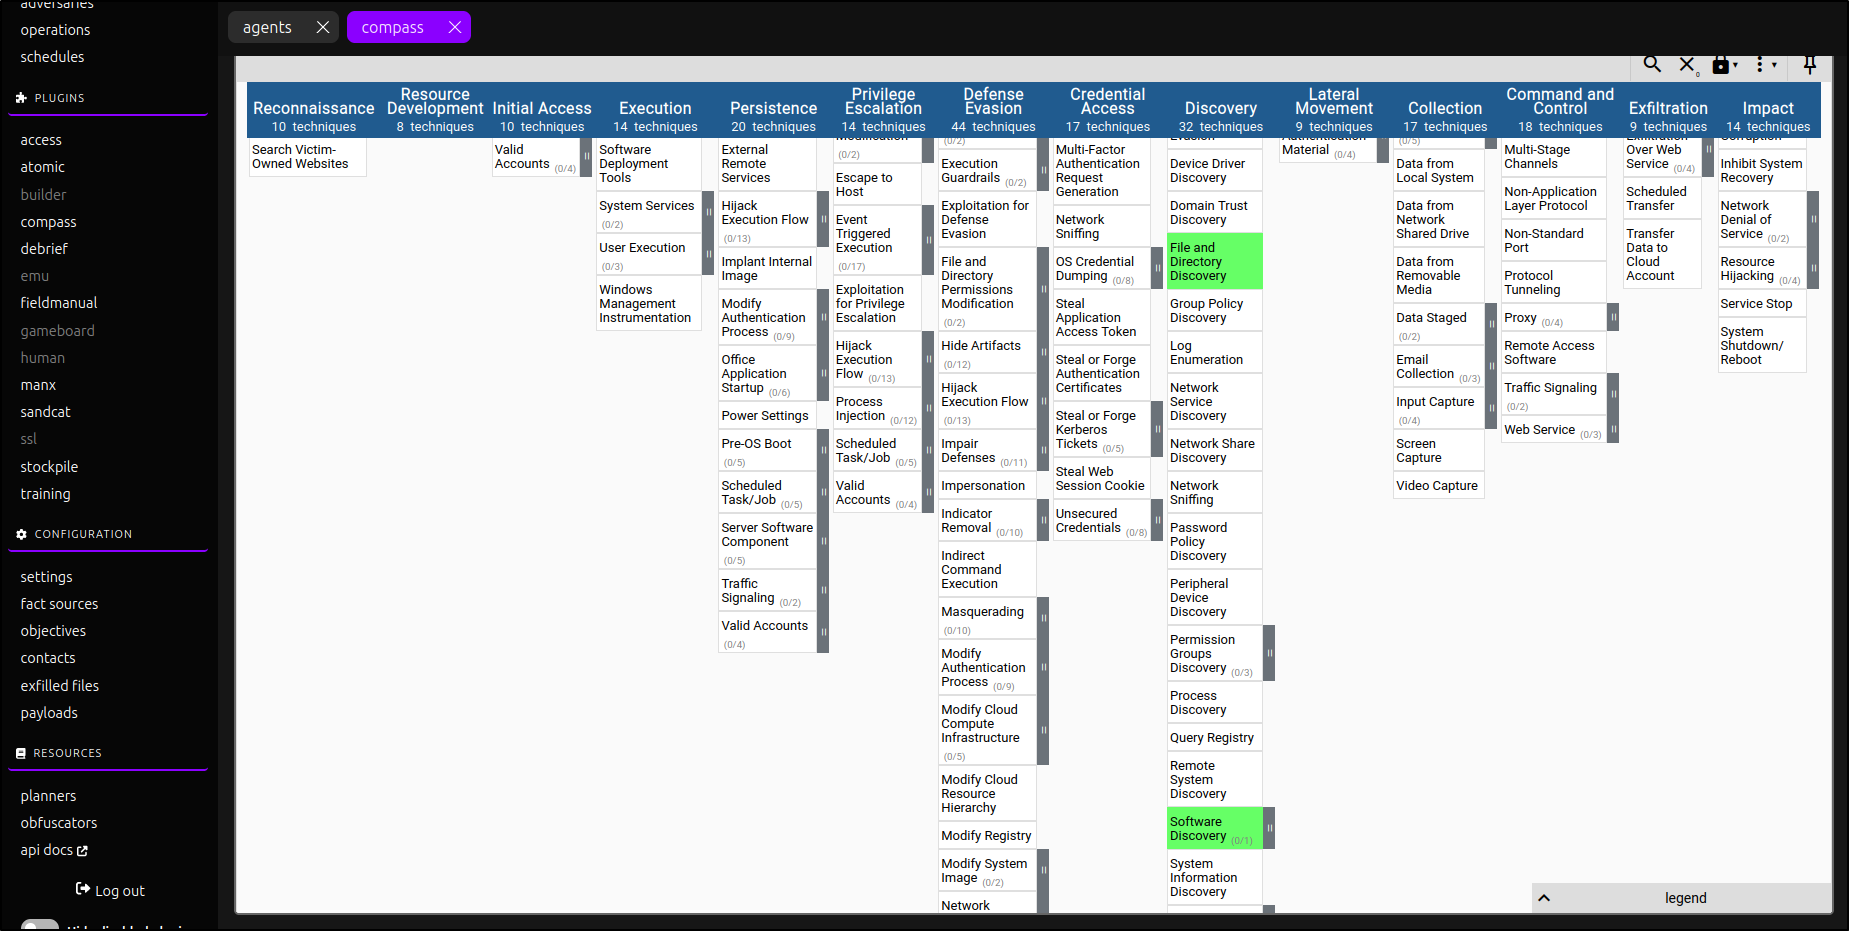 adversaries
operations
schedules
PLUGINS
access
atomic
builder
compass
debrief
emu
fieldmanual
gameboard
human
manx
sandcat
ssl
stockpile
training
CONFIGURATION
settings
fact sources
objectives
contacts
exfilled files
payloads
RESOURCES
planners
obfuscators
api docs
Log out
agents
compass
0
Reconnaissance
10 techniques
Search Victim-
Owned Websites
Resource
Development
8 techniques
Initial Access
10 techniques
Valid
Accounts (0/4)
Execution
14 techniques
Software
Deployment
Tools
System Services
(0/2)
User Execution
(0/3)
Windows
Management
Instrumentation
Persistence
20 techniques
External
Remote
Services
Hijack
Execution Flow
(0/13)
Implant Internal
Image
Modify
Authentication
Process (0/9)
Office
Application
Startup (0/6)
Power Settings
Pre-OS Boot
(0/5)
Scheduled
Task/Job (0/5)
Server Software
Component
(0/5)
Traffic
Signaling (0/2)
Valid Accounts
(0/4)
Privilege
Escalation
14 techniques
Modification
(0/2)
Escape to
Host
Event
Triggered
Execution
(0/17)
Exploitation
for Privilege
Escalation
Hijack
Execution
Flow (0/13)
Process
Injection (0/12)
Scheduled
Task/Job (0/5)
Valid
Accounts (0/4)
Defense
Evasion
44 techniques
(0/2)
Execution
Guardrails (0/2)
Exploitation for
Defense
Evasion
File and
Directory
Permissions
Modification
(0/2)
Hide Artifacts
(0/12)
Hijack
Execution Flow
(0/13)
Impair
Defenses (0/11)
Impersonation
Indicator
Removal (0/10)
Indirect
Command
Execution
Masquerading
(0/10)
Modify
Authentication
Process (0/9)
Modify Cloud
Compute
Infrastructure
(0/5)
Modify Cloud
Resource
Hierarchy
Modify Registry
Modify System
Image (0/2)
Network
Credential
Access
17 techniques
Multi-Factor
Authentication
Request
Generation
Network
Sniffing
OS Credential
Dumping (0/8)
Steal
Application
Access Token
Steal or Forge
Authentication
Certificates
Steal or Forge
Kerberos
Tickets (0/5)
Steal Web
Session Cookie
Unsecured
Credentials (0/8)
Discovery
32 techniques
Evasion
Device Driver
Discovery
Domain Trust
Discovery
File and
Directory
Discovery
Group Policy
Discovery
Log
Enumeration
Network
Service
Discovery
Network Share
Discovery
Network
Sniffing
Password
Policy
Discovery
Peripheral
Device
Discovery
Permission
Groups
Discovery (0/3)
Process
Discovery
Query Registry
Remote
System
Discovery
Software
Discovery (0/1)
System
Information
Discovery
Lateral
Movement
9 techniques
Authentication
Material (0/4)
Collection
17 techniques
(0/5)
Data from
Local System
Data from
Network
Shared Drive
Data from
Removable
Media
Data Staged
(0/2)
Email
Collection (0/3)
Input Capture
(0/4)
Screen
Capture
Video Capture
Command and
Control
18 techniques
Multi-Stage
Channels
Non-Application
Layer Protocol
Non-Standard
Port
Protocol
Tunneling
Proxy (0/4)
Remote Access
Software
Traffic Signaling
(0/2)
Web Service (0/3)
Exfiltration
9 techniques
Exfiltration
Over Web
Service (0/4)
Scheduled
Transfer
Transfer
Data to
Cloud
Account
Impact
14 techniques
Corruption
Inhibit System
Recovery
Network
Denial of
Service (0/2)
Resource
Hijacking (0/4)
Service Stop
System
Shutdown/
Reboot
legend